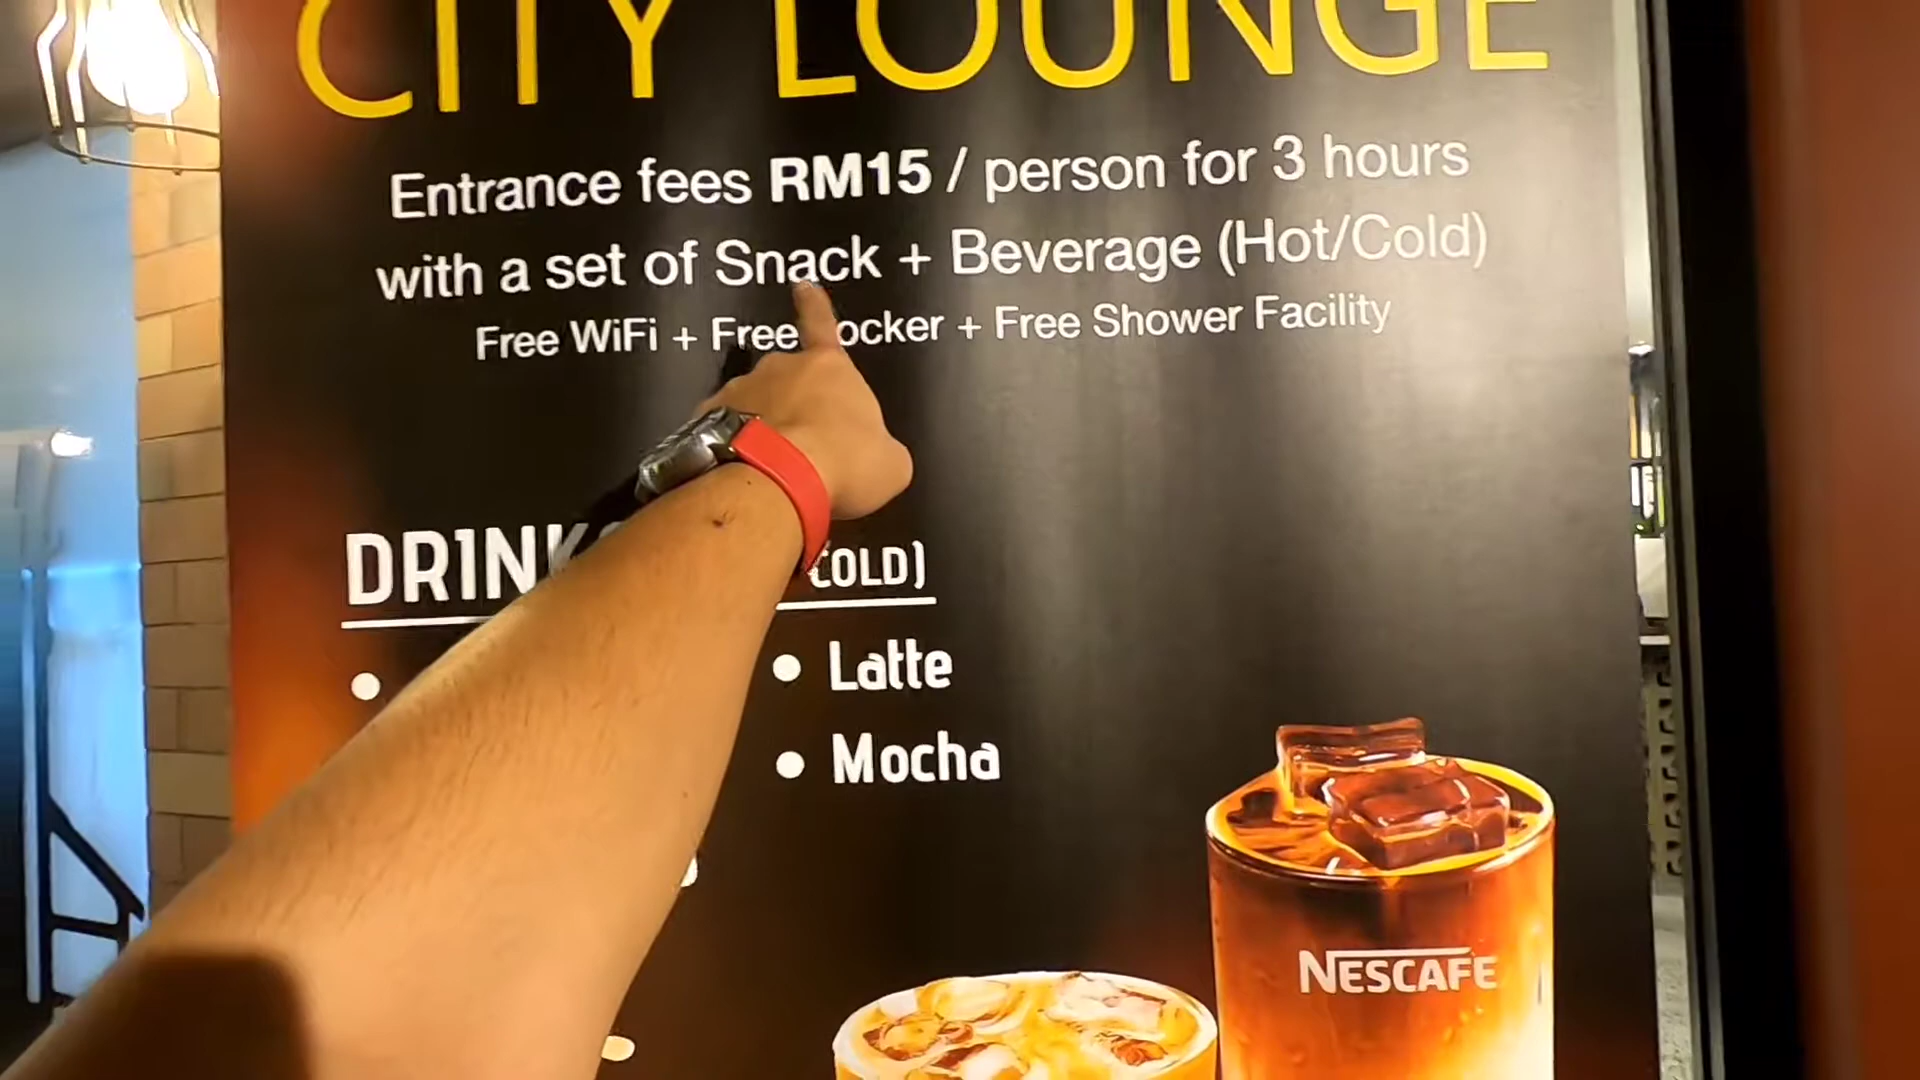 CITY LOUNGE
Entrance fees RM15 / person for 3 hours
with a set of Snack + Beverage (Hot/Cold)
Free WiFi + Free ocker + Free Shower Facility
DRINK COLD)
Latte
Mocha
NESCAFE